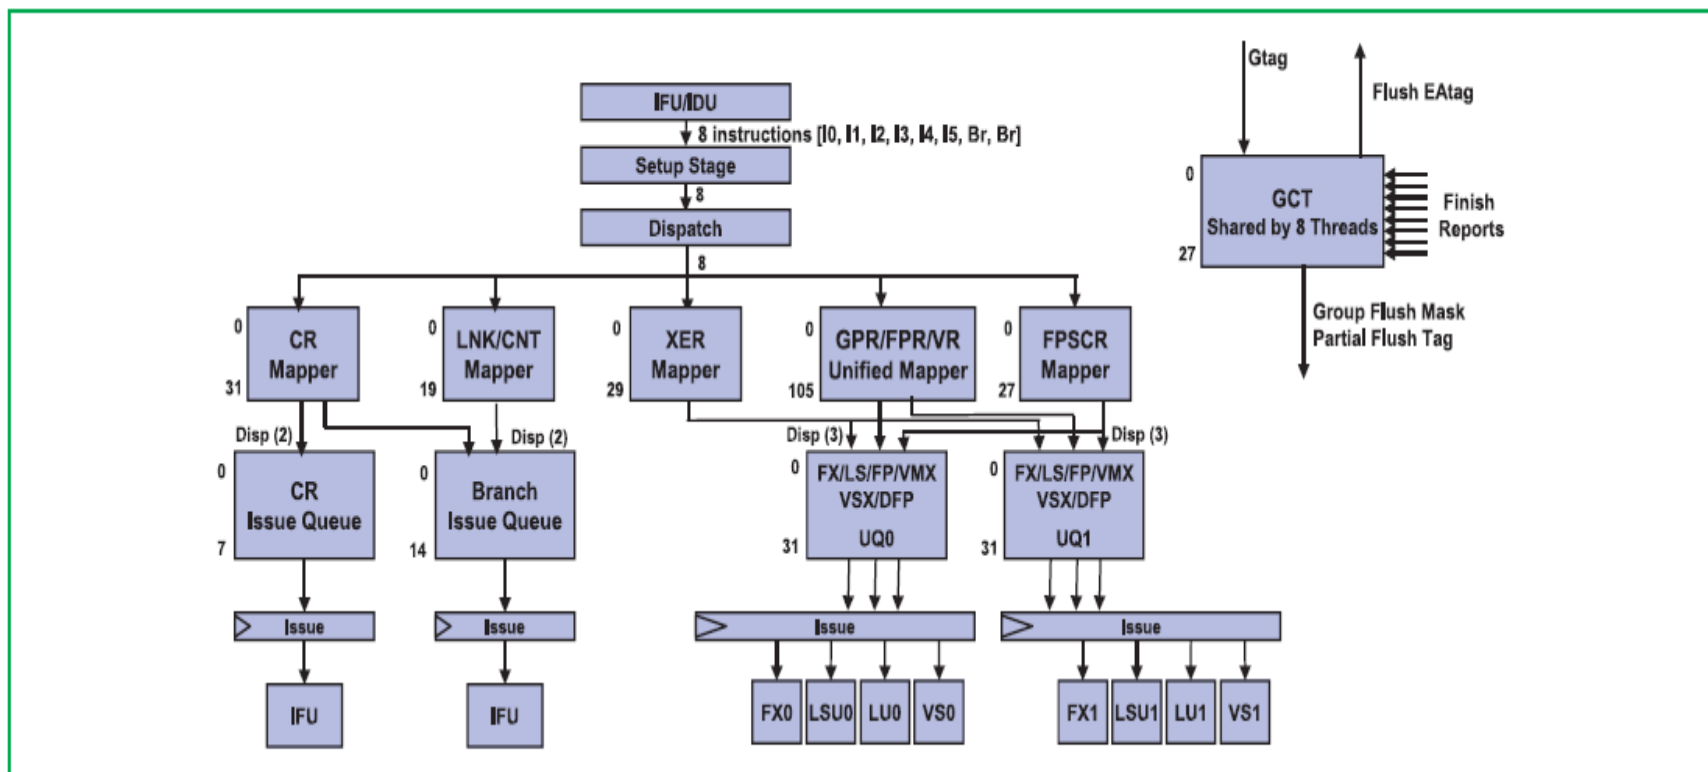 IFU/IDU
8 instructions [I0, I1, I2, I3, I4, I5, Br, Br]
Setup Stage
8
Dispatch
8
Gtag
Flush EAtag
0
GCT
Shared by 8 Threads
27
Finish
Reports
Group Flush Mask
Partial Flush Tag
0
CR
Mapper
31
0
LNK/CNT
Mapper
19
0
XER
Mapper
29
0
GPR/FPR/VR
Unified Mapper
105
0
FPSCR
Mapper
27
Disp (2)
Disp (2)
Disp (3)
Disp (3)
0
CR
Issue Queue
7
0
Branch
Issue Queue
14
0
FX/LS/FP/VMX
VSX/DFP
UQ0
31
0
FX/LS/FP/VMX
VSX/DFP
UQ1
31
Issue
Issue
Issue
Issue
IFU
IFU
FX0
LSU0
LU0
VS0
FX1
LSU1
LU1
VS1